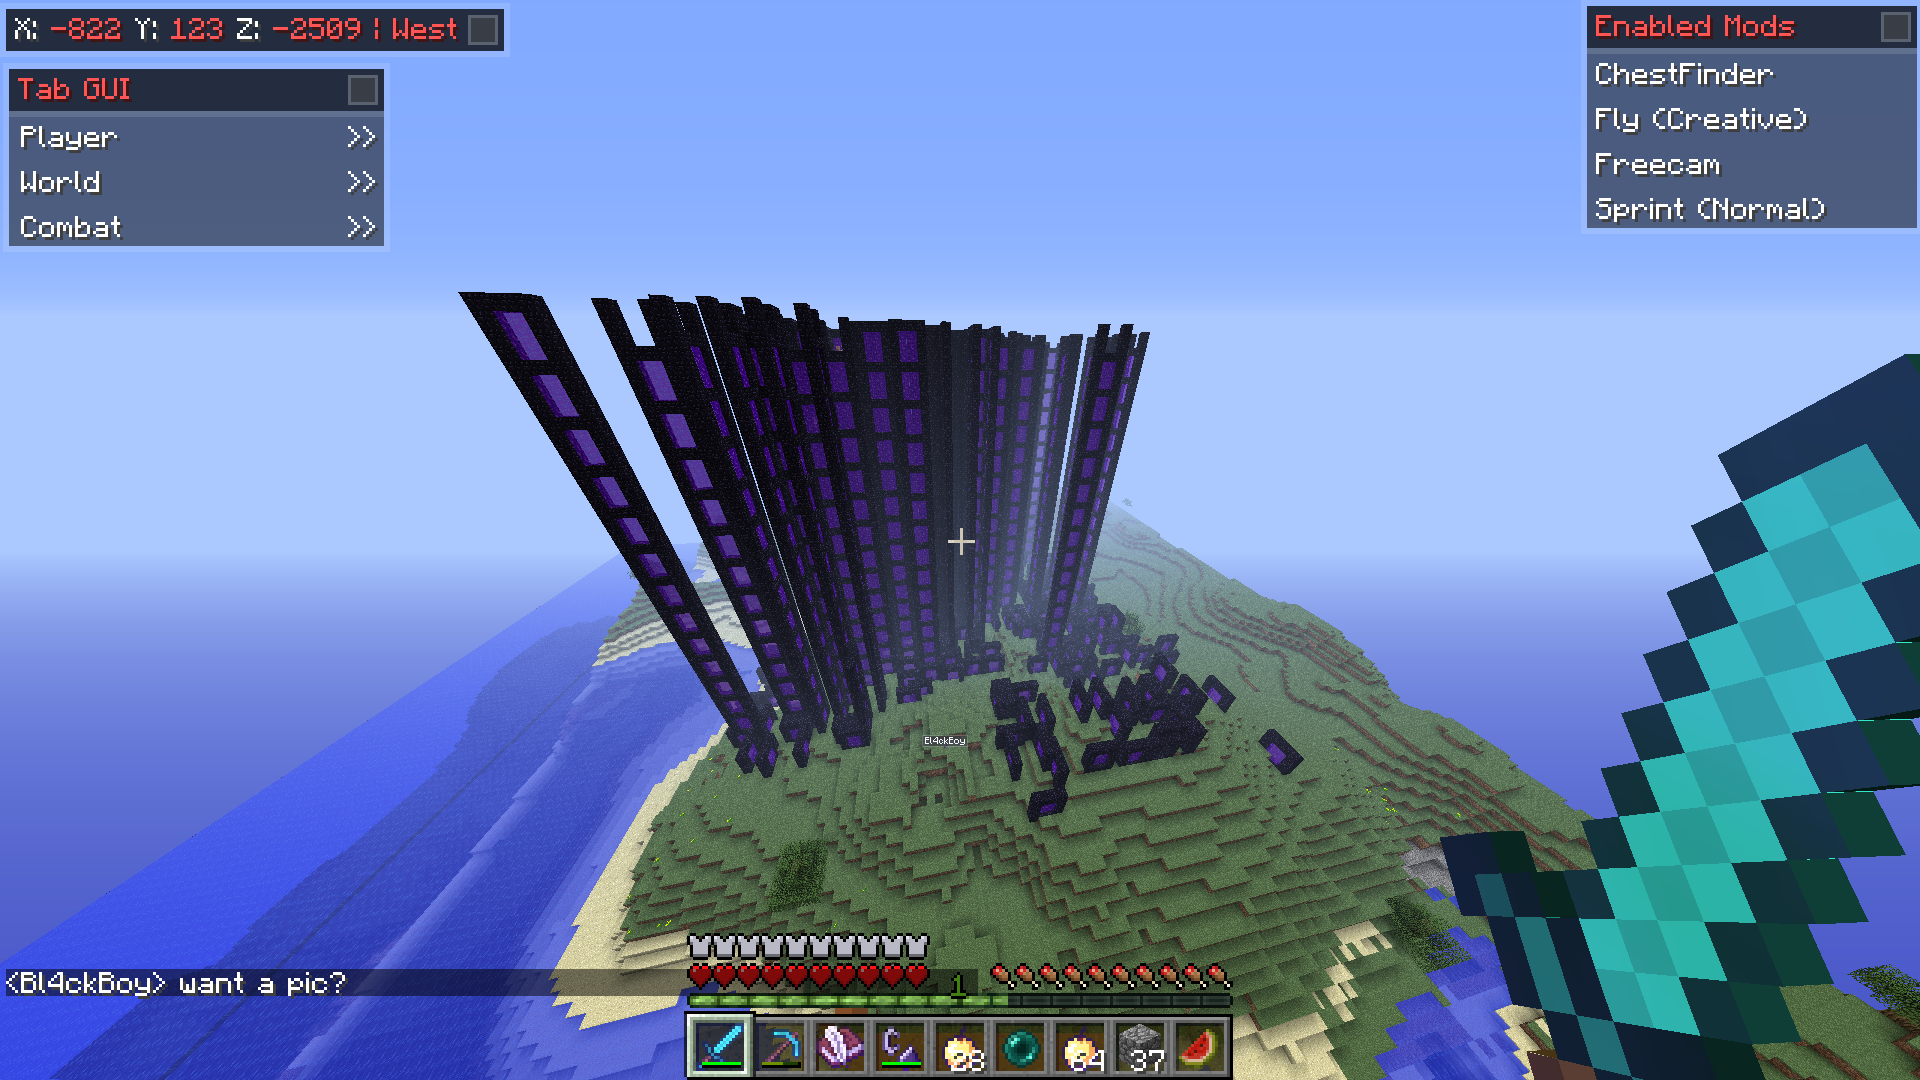 X: -822 Y: 123 Z: -2509 | West
Tab GUI
Player >>
World >>
Combat >>
Enabled Mods
ChestFinder
Fly (Creative)
Freecam
Sprint (Normal)
Bl4ckBoy
<Bl4ckBoy> want a pic?
1
64
37